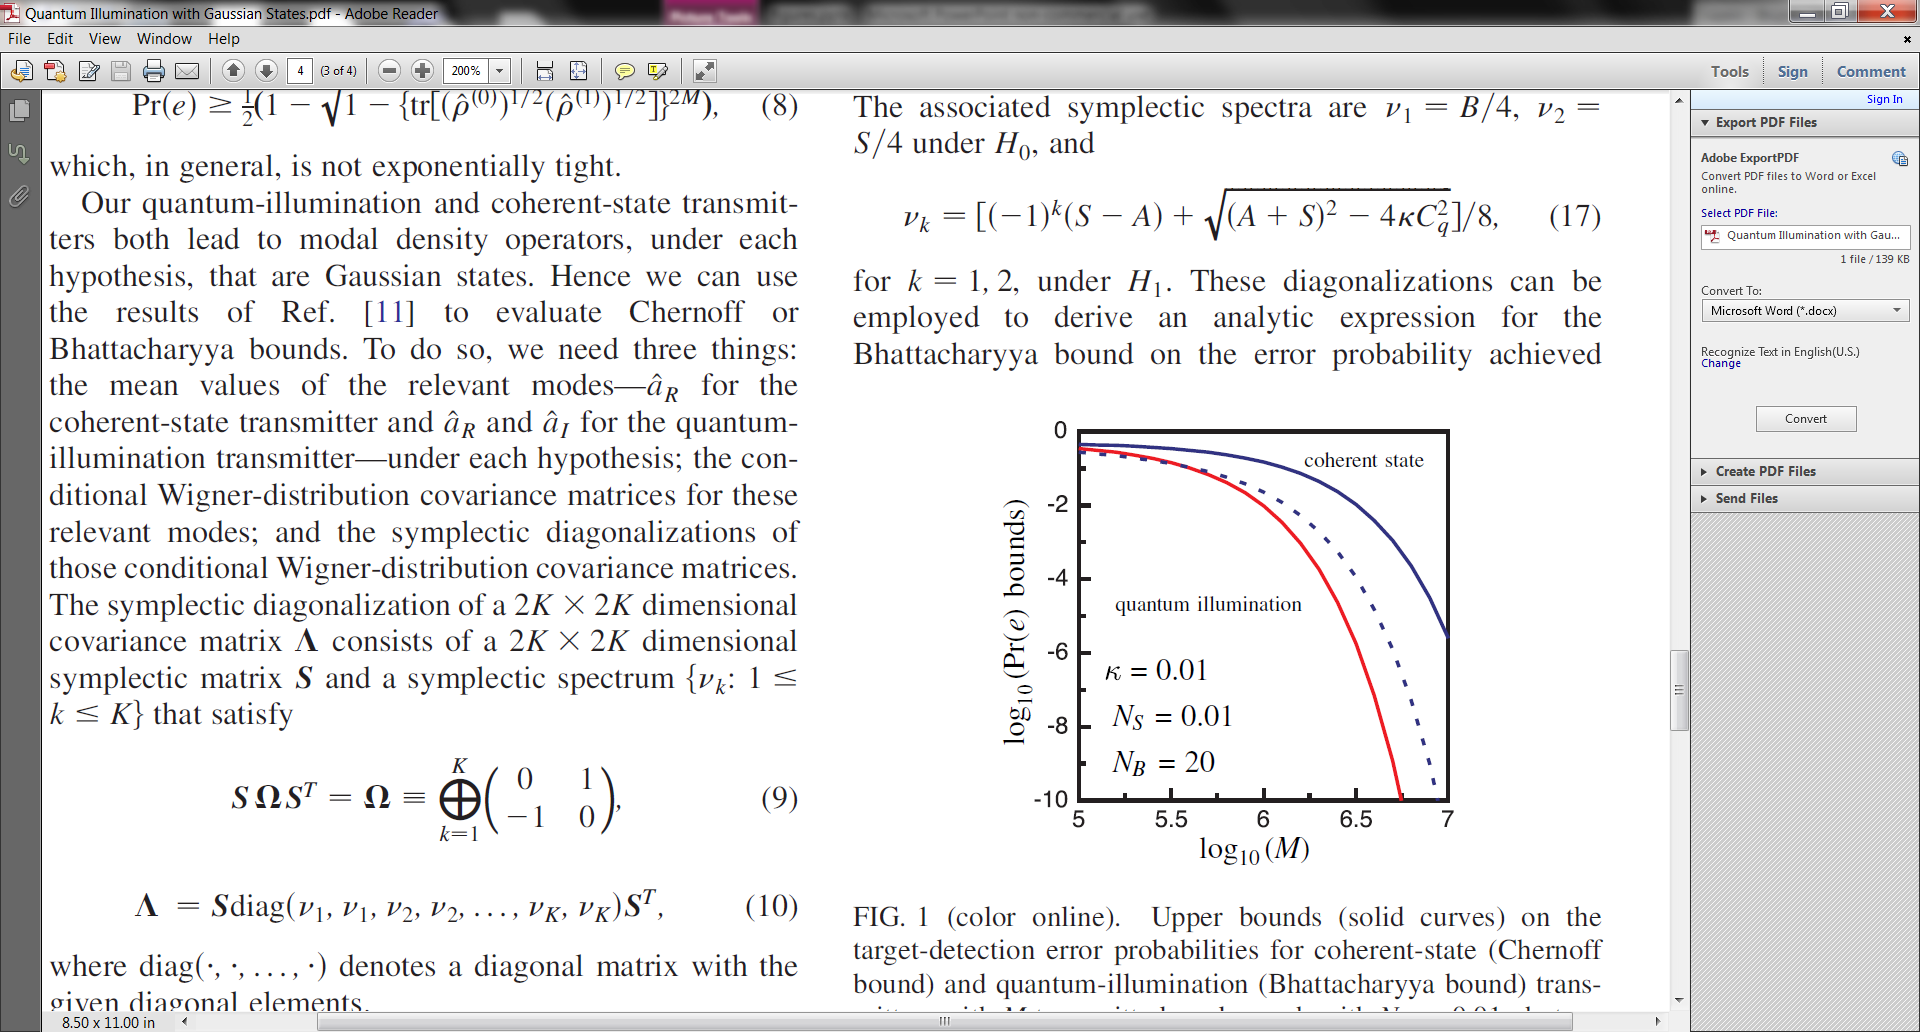 Quantum Illumination with Gaussian States.pdf - Adobe Reader
File Edit View Window Help
4 (3 of 4) 200% Tools Sign Comment
Pr(e) ≥ ½(1 − √1 − {tr[(ρ̂⁽⁰⁾)^1/2(ρ̂⁽¹⁾)^1/2]}^2M), (8)
which, in general, is not exponentially tight.
Our quantum-illumination and coherent-state transmit-
ters both lead to modal density operators, under each
hypothesis, that are Gaussian states. Hence we can use
the results of Ref. [11] to evaluate Chernoff or
Bhattacharyya bounds. To do so, we need three things:
the mean values of the relevant modes—â_R for the
coherent-state transmitter and â_R and â_I for the quantum-
illumination transmitter—under each hypothesis; the con-
ditional Wigner-distribution covariance matrices for these
relevant modes; and the symplectic diagonalizations of
those conditional Wigner-distribution covariance matrices.
The symplectic diagonalization of a 2K × 2K dimensional
covariance matrix Λ consists of a 2K × 2K dimensional
symplectic matrix S and a symplectic spectrum {ν_k: 1 ≤
k ≤ K} that satisfy
SΩS^T = Ω ≡ ⊕_{k=1}^{K} ( 0 1 −1 0 ), (9)
Λ = Sdiag(ν₁, ν₁, ν₂, ν₂, . . . , ν_K, ν_K)S^T, (10)
where diag(·, ·, . . . , ·) denotes a diagonal matrix with the
given diagonal elements.
The associated symplectic spectra are ν₁ = B/4, ν₂ =
S/4 under H₀, and
ν_k = [(−1)^k(S − A) + √(A + S)² − 4κC_q²]/8, (17)
for k = 1, 2, under H₁. These diagonalizations can be
employed to derive an analytic expression for the
Bhattacharyya bound on the error probability achieved
0
-2
-4
-6
-8
-10
log₁₀(Pr(e) bounds)
coherent state
quantum illumination
κ = 0.01
N_S = 0.01
N_B = 20
5 5.5 6 6.5 7
log₁₀(M)
FIG. 1 (color online). Upper bounds (solid curves) on the
target-detection error probabilities for coherent-state (Chernoff
bound) and quantum-illumination (Bhattacharyya bound) trans-
Sign In
Export PDF Files
Adobe ExportPDF
Convert PDF files to Word or Excel
online.
Select PDF File:
Quantum Illumination with Gau...
1 file / 139 KB
Convert To:
Microsoft Word (*.docx)
Recognize Text in English(U.S.)
Change
Convert
Create PDF Files
Send Files
8.50 x 11.00 in